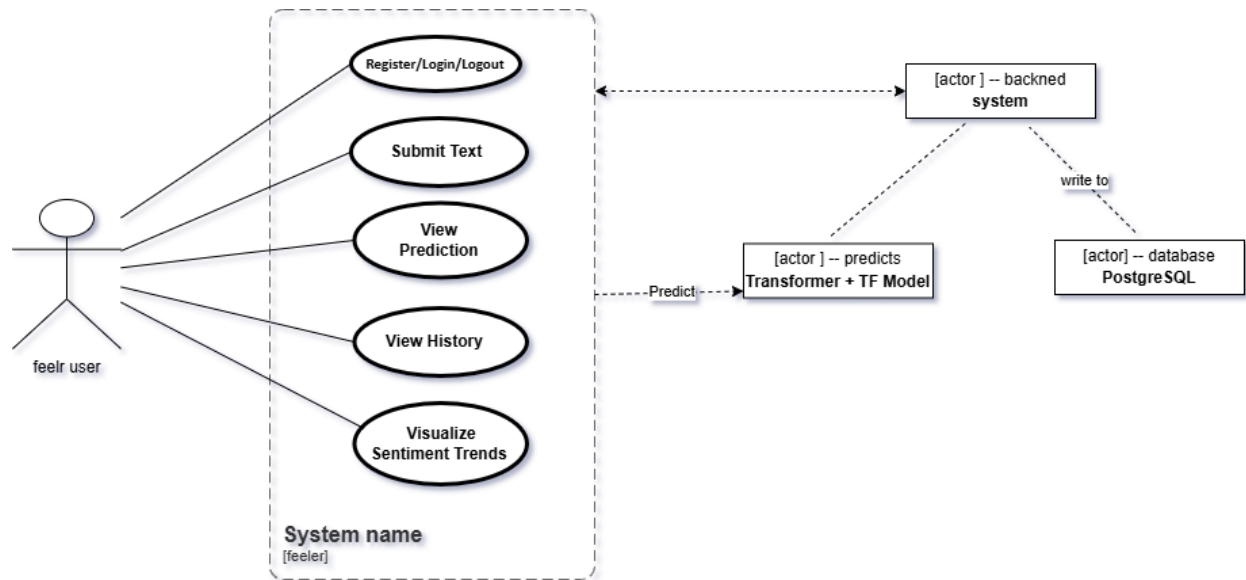 Register/Login/Logout
Submit Text
View
Prediction
View History
Visualize
Sentiment Trends
System name
[feeler]
feelr user
Predict
[actor ] -- backned
system
write to
[actor ] -- predicts
Transformer + TF Model
[actor] -- database
PostgreSQL